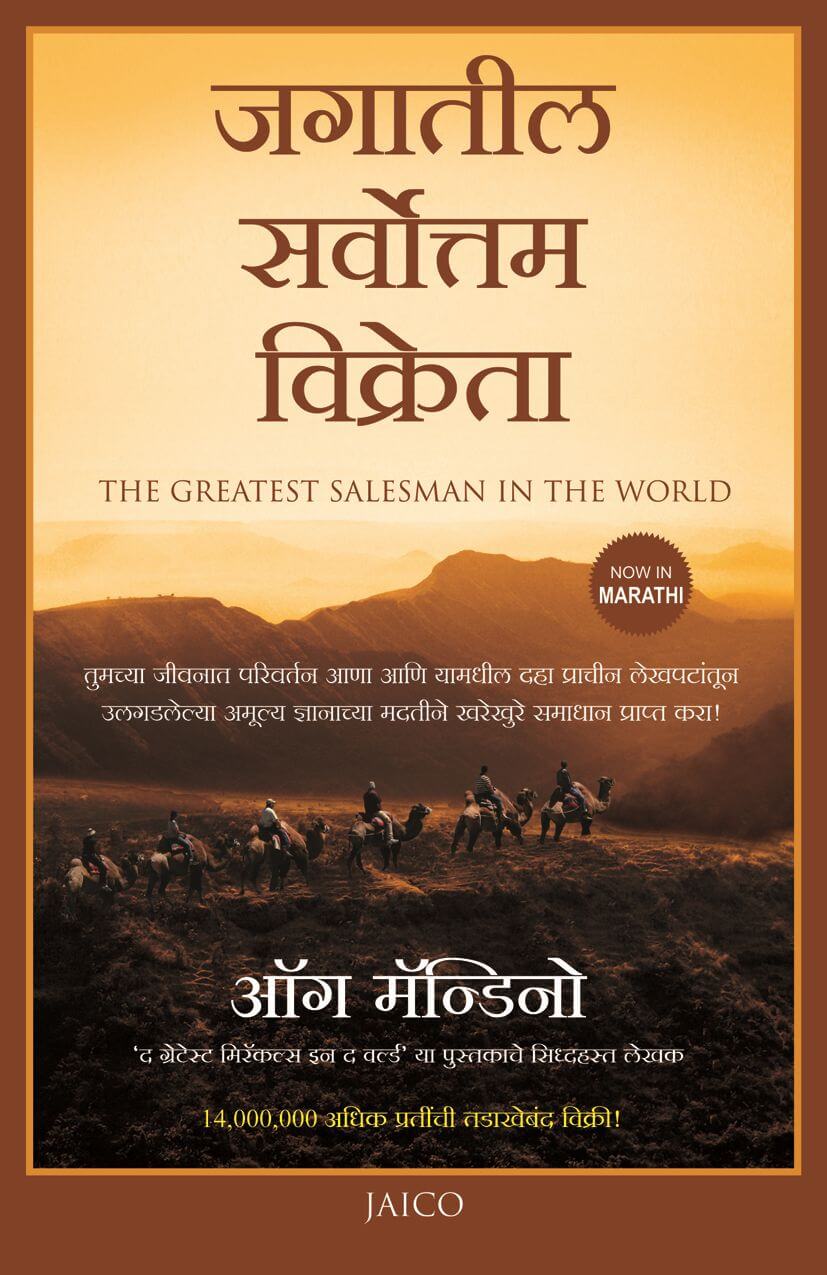 जगातील
सर्वोत्तम
विक्रेता
THE GREATEST SALESMAN IN THE WORLD
NOW IN
MARATHI
तुमच्या जीवनात परिवर्तन आणा आणि यामधील दहा प्राचीन लेखपटांतून
उलगडलेल्या अमूल्य ज्ञानाच्या मदतीने खरेखुरे समाधान प्राप्त करा!
ऑग मॅन्डिनो
‘द ग्रेटेस्ट मिरॅकल्स इन द वर्ल्ड’ या पुस्तकाचे सिध्दहस्त लेखक
14,000,000 अधिक प्रतींची तडाखेबंद विक्री!
JAICO